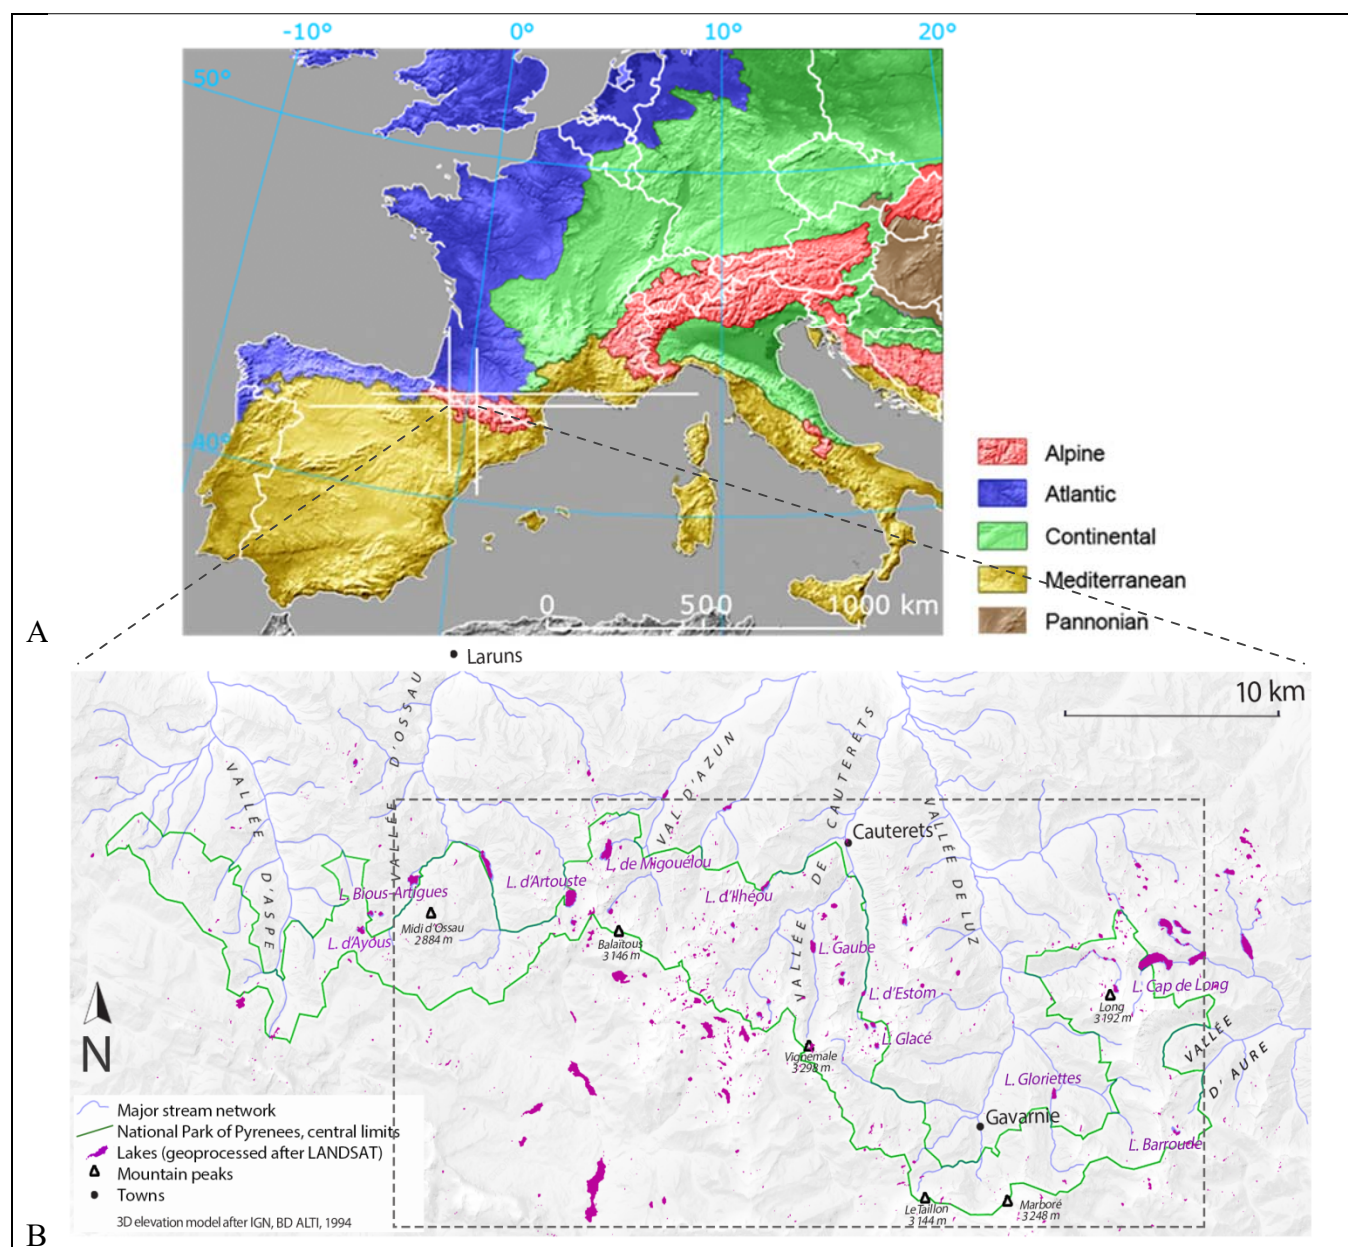 -10° 0° 10° 20°
50°
40°
0 500 1000 km
Alpine
Atlantic
Continental
Mediterranean
Pannonian
A
Laruns
10 km
VALLÉE D'ASPE
VALLÉE D'OSSAU
VAL D'AZUN
VALLÉE DE CAUTERETS
VALLÉE DE LUZ
VALLÉE D'AURE
Cauterets
L. de Migouélou
L. d'Artouste
L. Bious-Artigues
L. d'Ilhéou
Midi d'Ossau
2884 m
L. d'Ayous
Balaïtous
3146 m
L. Gaube
L. d'Estom
L. Cap de Long
Long
3192 m
L. Glacé
Vignemale
3298 m
L. Gloriettes
Gavarnie
L. Barroude
Le Taillon
3144 m
Marboré
3248 m
N
Major stream network
National Park of Pyrenees, central limits
Lakes (geoprocessed after LANDSAT)
Mountain peaks
Towns
3D elevation model after IGN, BD ALTI, 1994
B